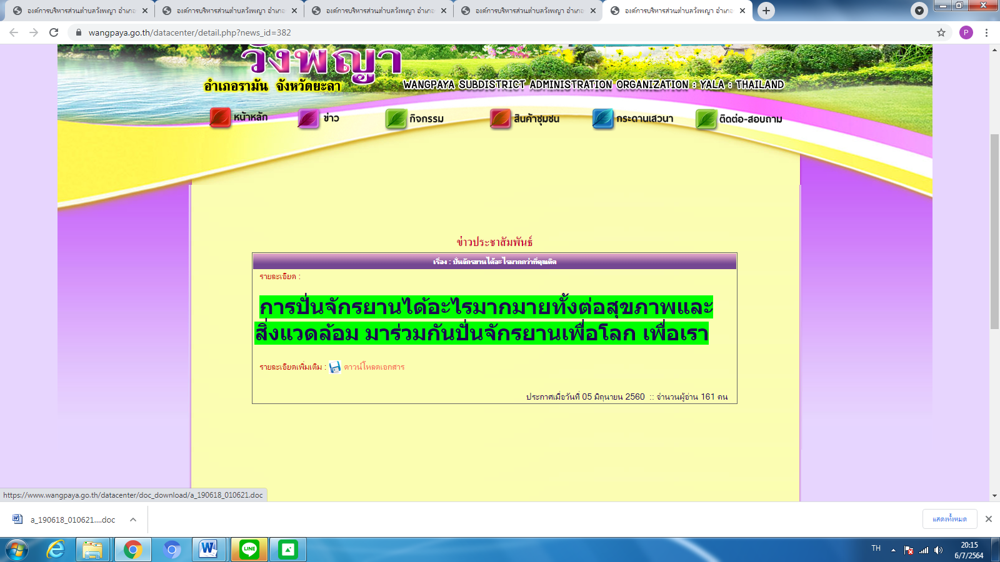 องค์การบริหารส่วนตำบลวังพญา อำเภอ
องค์การบริหารส่วนตำบลวังพญา อำเภอ
องค์การบริหารส่วนตำบลวังพญา อำเภอ
องค์การบริหารส่วนตำบลวังพญา อำเภอ
องค์การบริหารส่วนตำบลวังพญา อำเภอ
wangpaya.go.th/datacenter/detail.php?news_id=382
P
วังพญา
อำเภอรามัน จังหวัดยะลา
WANGPAYA SUBDISTRICT ADMINISTRATION ORGANIZATION : YALA : THAILAND
หน้าหลัก
ข่าว
กิจกรรม
สินค้าชุมชน
กระดานเสวนา
ติดต่อ-สอบถาม
ข่าวประชาสัมพันธ์
เรื่อง : ปั่นจักรยานได้อะไรมากกว่าที่คุณคิด
รายละเอียด :
การปั่นจักรยานได้อะไรมากมายทั้งต่อสุขภาพและ
สิ่งแวดล้อม มาร่วมกันปั่นจักรยานเพื่อโลก เพื่อเรา
รายละเอียดเพิ่มเติม : ดาวน์โหลดเอกสาร
ประกาศเมื่อวันที่ 05 มิถุนายน 2560 :: จำนวนผู้อ่าน 161 คน
https://www.wangpaya.go.th/datacenter/doc_download/a_190618_010621.doc
a_190618_010621....doc
แสดงทั้งหมด
LINE
TH
20:15
6/7/2564